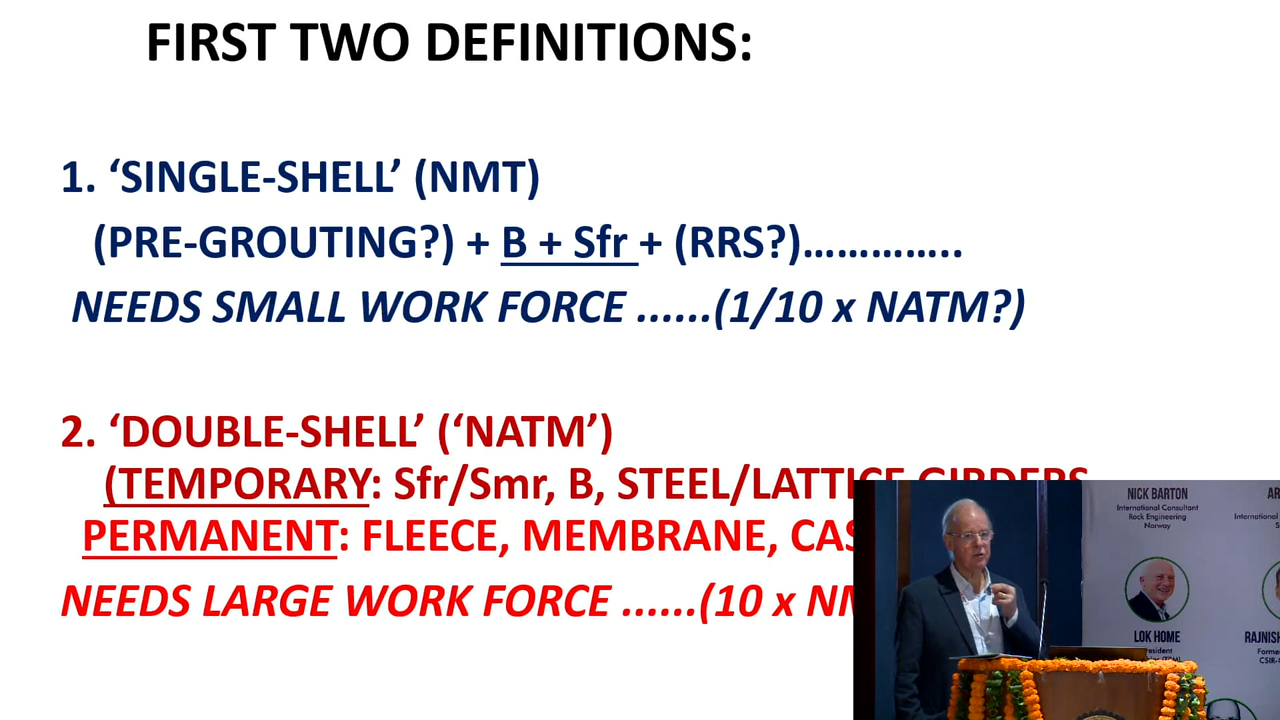 FIRST TWO DEFINITIONS:
1. ‘SINGLE-SHELL’ (NMT)
(PRE-GROUTING?) + B + Sfr + (RRS?)…………..
NEEDS SMALL WORK FORCE ......(1/10 x NATM?)
2. ‘DOUBLE-SHELL’ (‘NATM’)
(TEMPORARY: Sfr/Smr, B, STEEL/LATTICE GIRDERS
PERMANENT: FLEECE, MEMBRANE,
NEEDS LARGE WORK FORCE ......(10 x
NICK BARTON
International Consultant
Rock Engineering
Norway
International
LOK HOME
RAJNISH